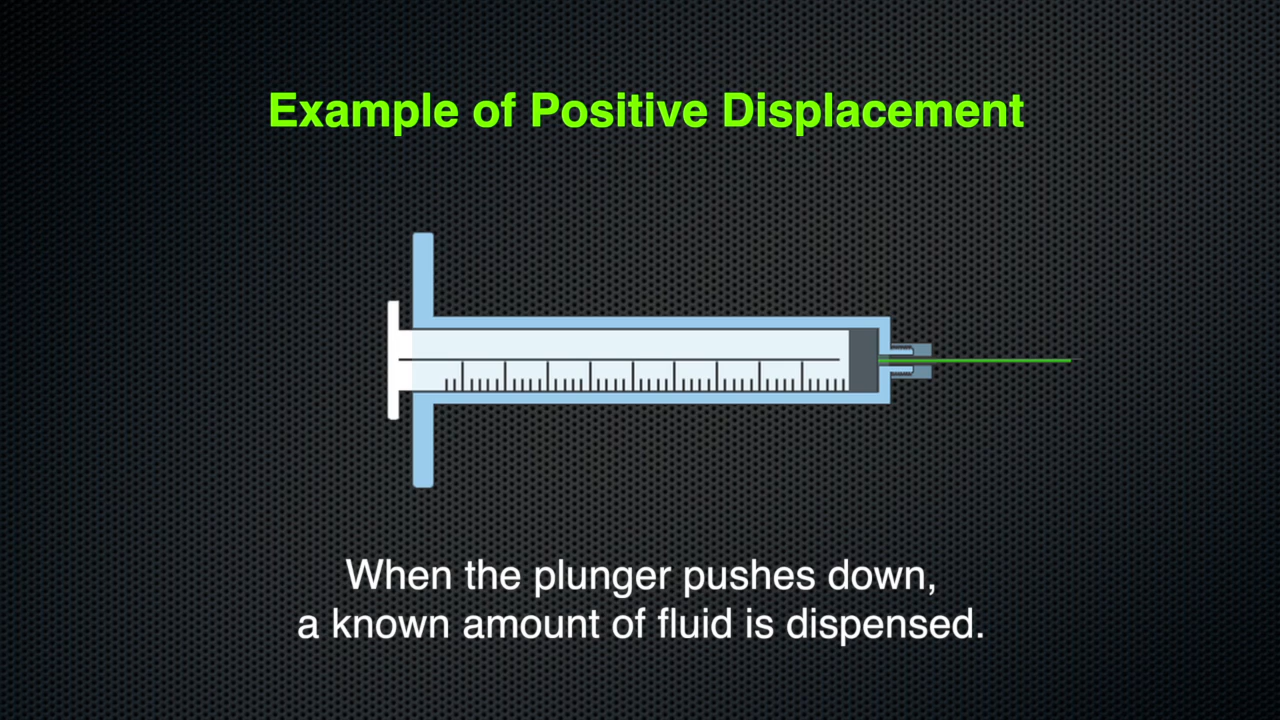 Example of Positive Displacement
When the plunger pushes down,
a known amount of fluid is dispensed.